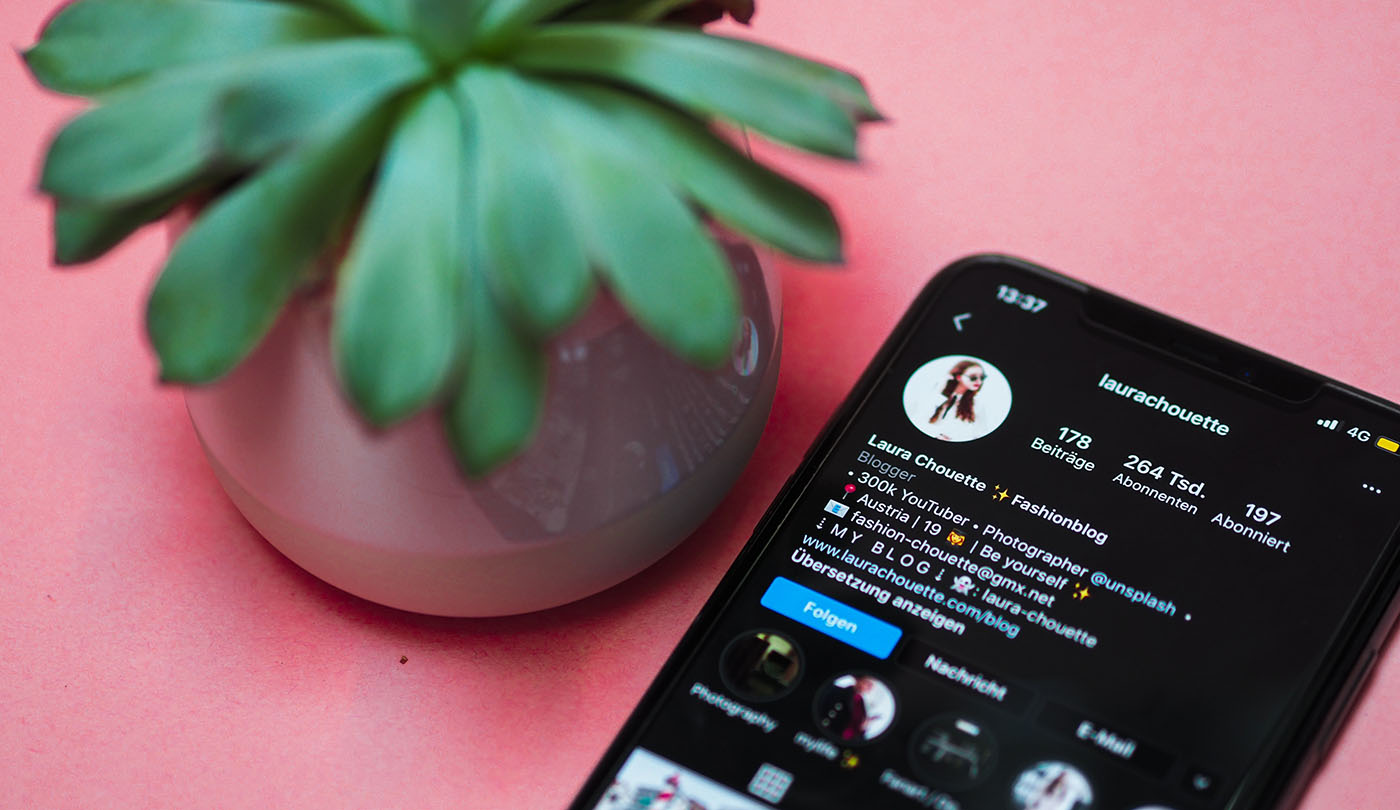 13:37
4G
laurachouette
178
Beiträge
264 Tsd.
Abonnenten
197
Abonniert
Laura Chouette ✨Fashionblog
Blogger
• 300k YouTuber • Photographer @unsplash •
📍 Austria | 19 🦁 | Be yourself ✨
📧 fashion-chouette@gmx.net
⇣ M Y B L O G ⇣ 👻: laura-chouette
www.laurachouette.com/blog
Übersetzung anzeigen
Folgen
Nachricht
E-Mail
Photography
mylife ✨